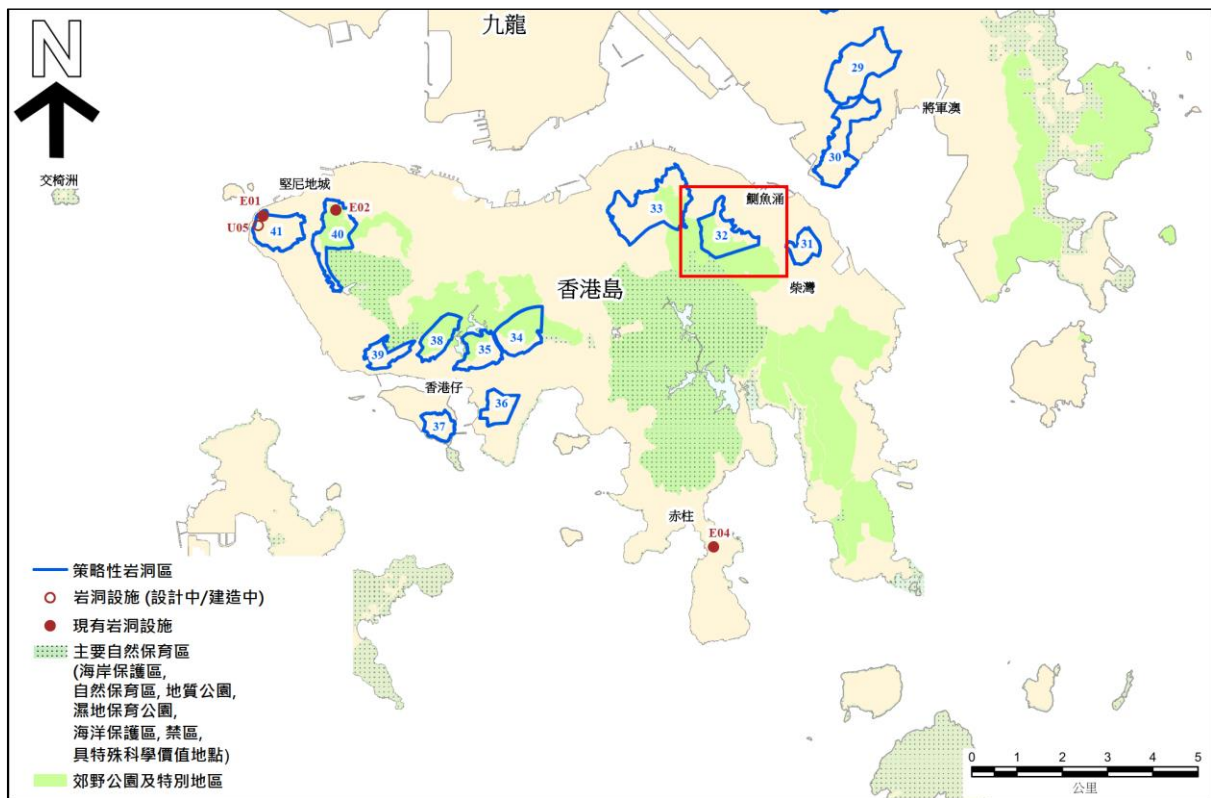 N
九龍
29
將軍澳
30
交椅洲
堅尼地城
E01
E02
U05
41
40
33
鰂魚涌
32
31
柴灣
香港島
39
38
35
34
香港仔
37
36
赤柱
E04
策略性岩洞區
岩洞設施 (設計中/建造中)
現有岩洞設施
主要自然保育區
(海岸保護區,
自然保育區, 地質公園,
濕地保育公園,
海洋保護區, 禁區,
具特殊科學價值地點)
郊野公園及特別地區
0 1 2 3 4 5
公里